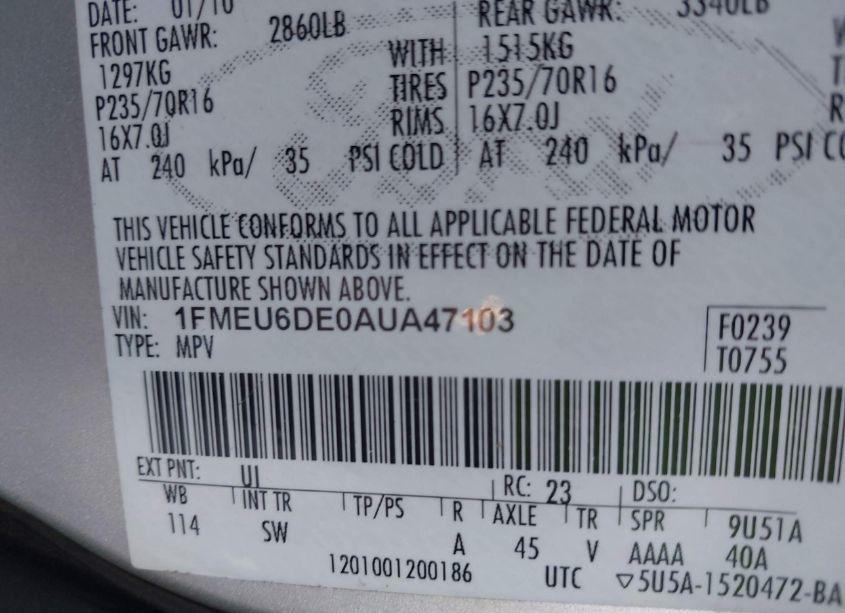 DATE: 01/10
FRONT GAWR: 2860LB REAR GAWR: 3340LB
1297KG WITH 1515KG
P235/70R16 TIRES P235/70R16
16X7.0J RIMS 16X7.0J
AT 240 kPa/ 35 PSI COLD AT 240 kPa/ 35 PSI
THIS VEHICLE CONFORMS TO ALL APPLICABLE FEDERAL MOTOR
VEHICLE SAFETY STANDARDS IN EFFECT ON THE DATE OF
MANUFACTURE SHOWN ABOVE.
VIN: 1FMEU6DE0AUA47103 F0239
TYPE: MPV T0755
EXT PNT: UI RC: 23 DSO:
WB INT TR TP/PS R AXLE TR SPR 9U51A
114 SW A 45 V AAAA 40A
1201001200186 UTC ▽5U5A-1520472-BA